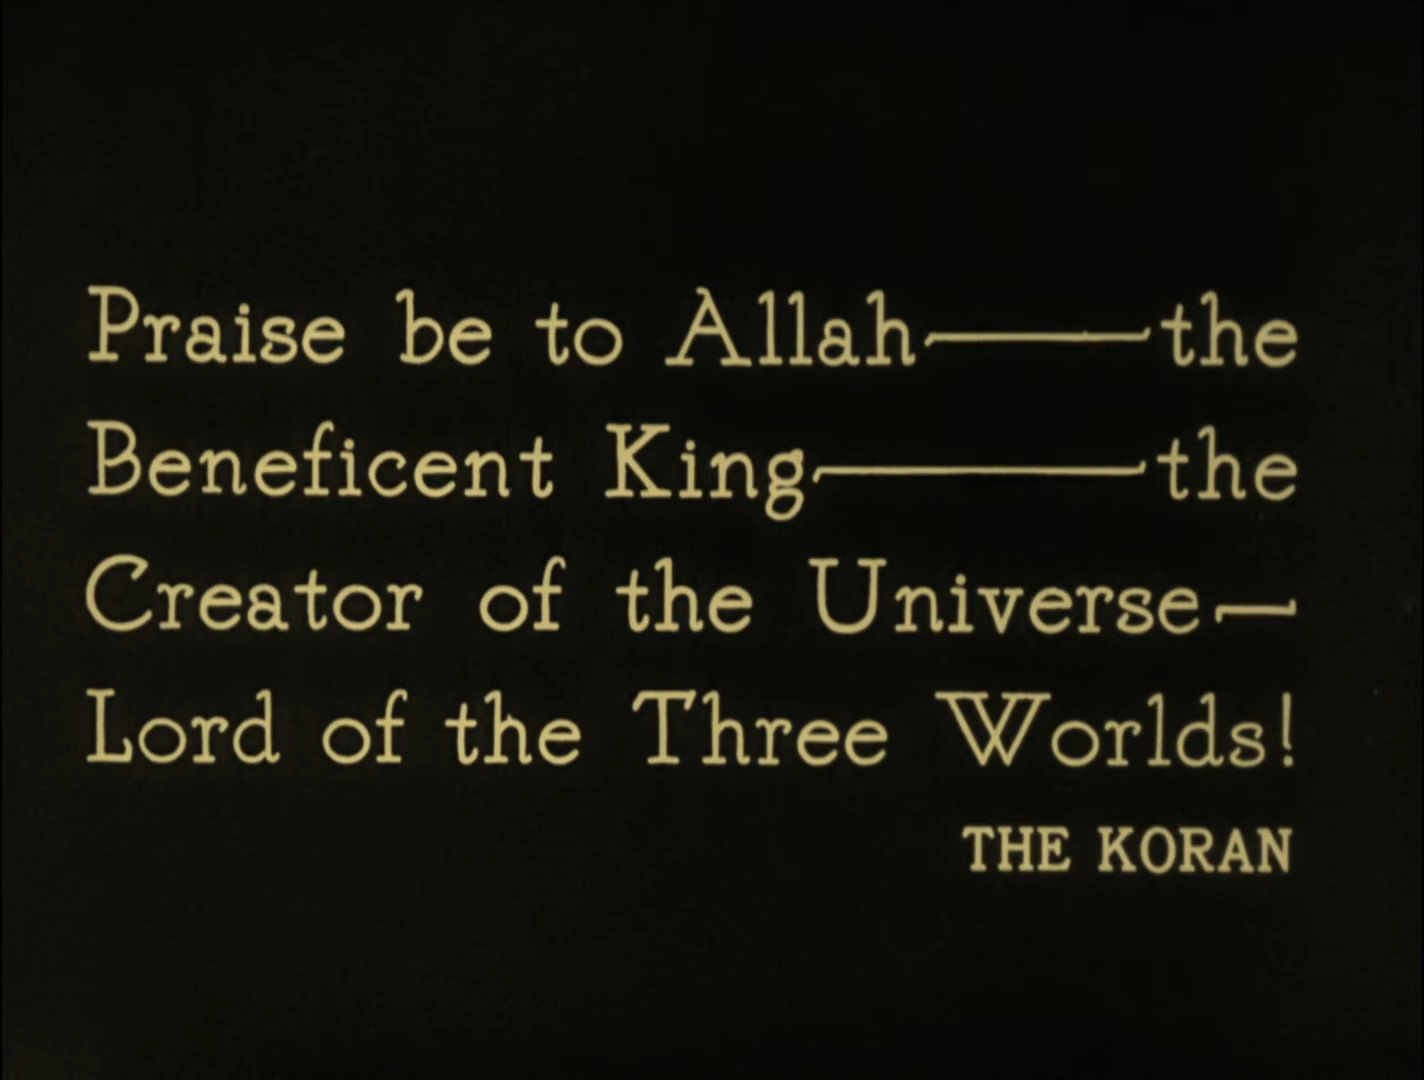 Praise be to Allah——the
Beneficent King———the
Creator of the Universe—
Lord of the Three Worlds!
THE KORAN